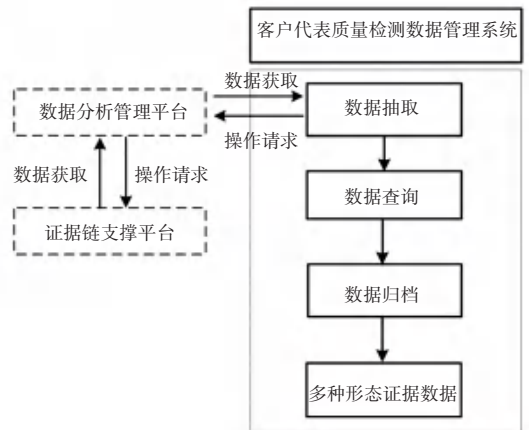 客户代表质量检测数据管理系统
数据获取
数据分析管理平台
数据抽取
操作请求
数据获取
操作请求
数据查询
证据链支撑平台
数据归档
多种形态证据数据